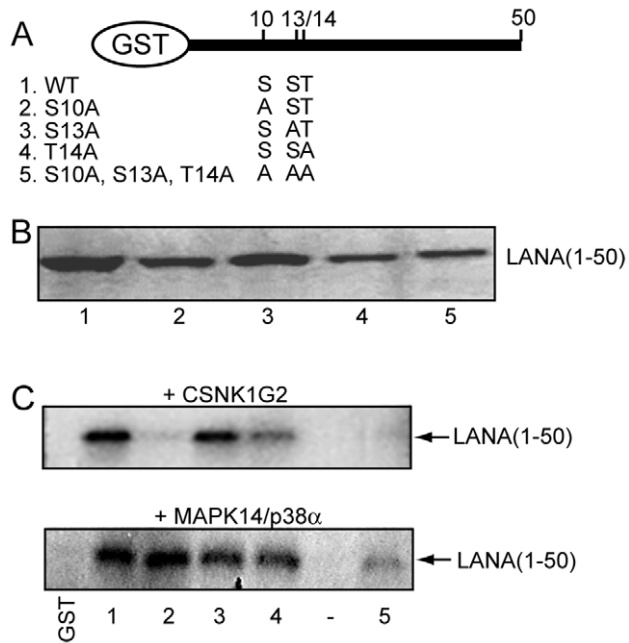 A
10 13/14 50
GST
1. WT S ST
2. S10A A ST
3. S13A S AT
4. T14A S SA
5. S10A, S13A, T14A A AA
B
LANA(1-50)
1 2 3 4 5
C
+ CSNK1G2
LANA(1-50)
+ MAPK14/p38α
LANA(1-50)
GST 1 2 3 4 - 5